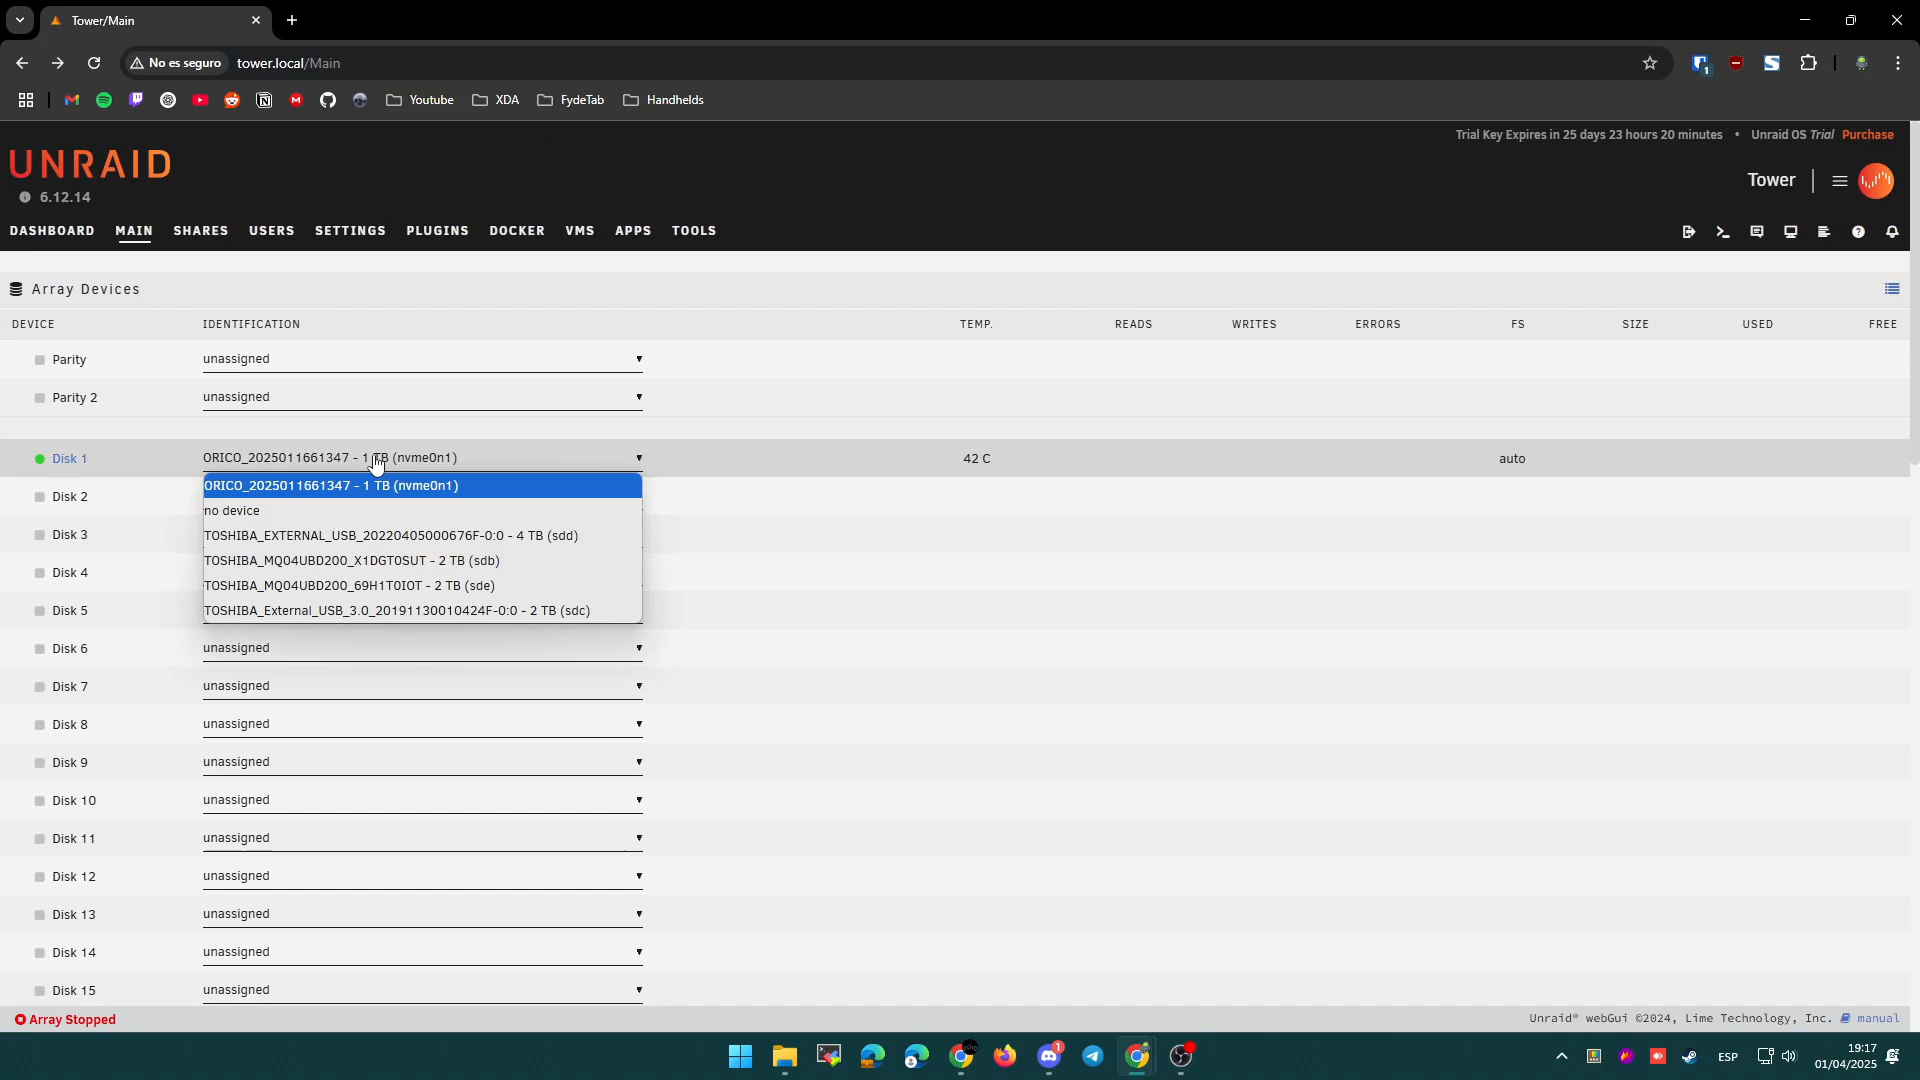 Tower/Main
No es seguro tower.local/Main
Youtube XDA FydeTab Handhelds
Trial Key Expires in 25 days 23 hours 20 minutes • Unraid OS Trial Purchase
UNRAID
6.12.14
Tower
DASHBOARD MAIN SHARES USERS SETTINGS PLUGINS DOCKER VMS APPS TOOLS
Array Devices
DEVICE IDENTIFICATION TEMP. READS WRITES ERRORS FS SIZE USED FREE
Parity unassigned
Parity 2 unassigned
Disk 1 ORICO_2025011661347 - 1 TB (nvme0n1) 42 C auto
ORICO_2025011661347 - 1 TB (nvme0n1)
Disk 2
no device
Disk 3 TOSHIBA_EXTERNAL_USB_20220405000676F-0:0 - 4 TB (sdd)
TOSHIBA_MQ04UBD200_X1DGT0SUT - 2 TB (sdb)
Disk 4
TOSHIBA_MQ04UBD200_69H1T0IOT - 2 TB (sde)
Disk 5 TOSHIBA_External_USB_3.0_20191130010424F-0:0 - 2 TB (sdc)
Disk 6 unassigned
Disk 7 unassigned
Disk 8 unassigned
Disk 9 unassigned
Disk 10 unassigned
Disk 11 unassigned
Disk 12 unassigned
Disk 13 unassigned
Disk 14 unassigned
Disk 15 unassigned
Array Stopped Unraid® webGui ©2024, Lime Technology, Inc. manual
ESP 19:17
01/04/2025